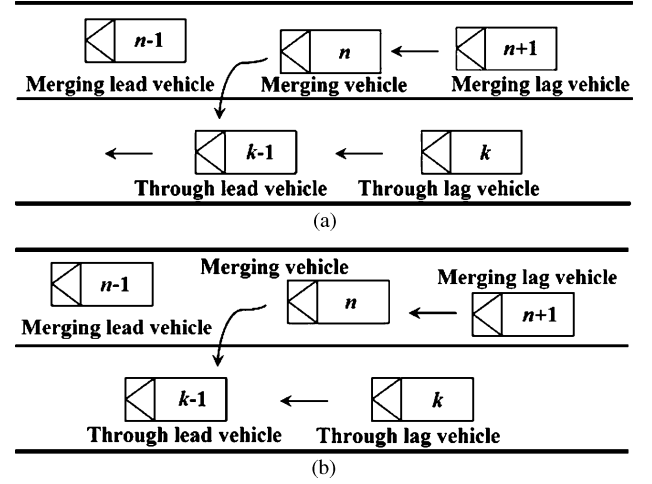 n-1
n
n+1
Merging lead vehicle
Merging vehicle
Merging lag vehicle
k-1
k
Through lead vehicle
Through lag vehicle
(a)
Merging vehicle
Merging lag vehicle
n-1
n
n+1
Merging lead vehicle
k-1
k
Through lead vehicle
Through lag vehicle
(b)